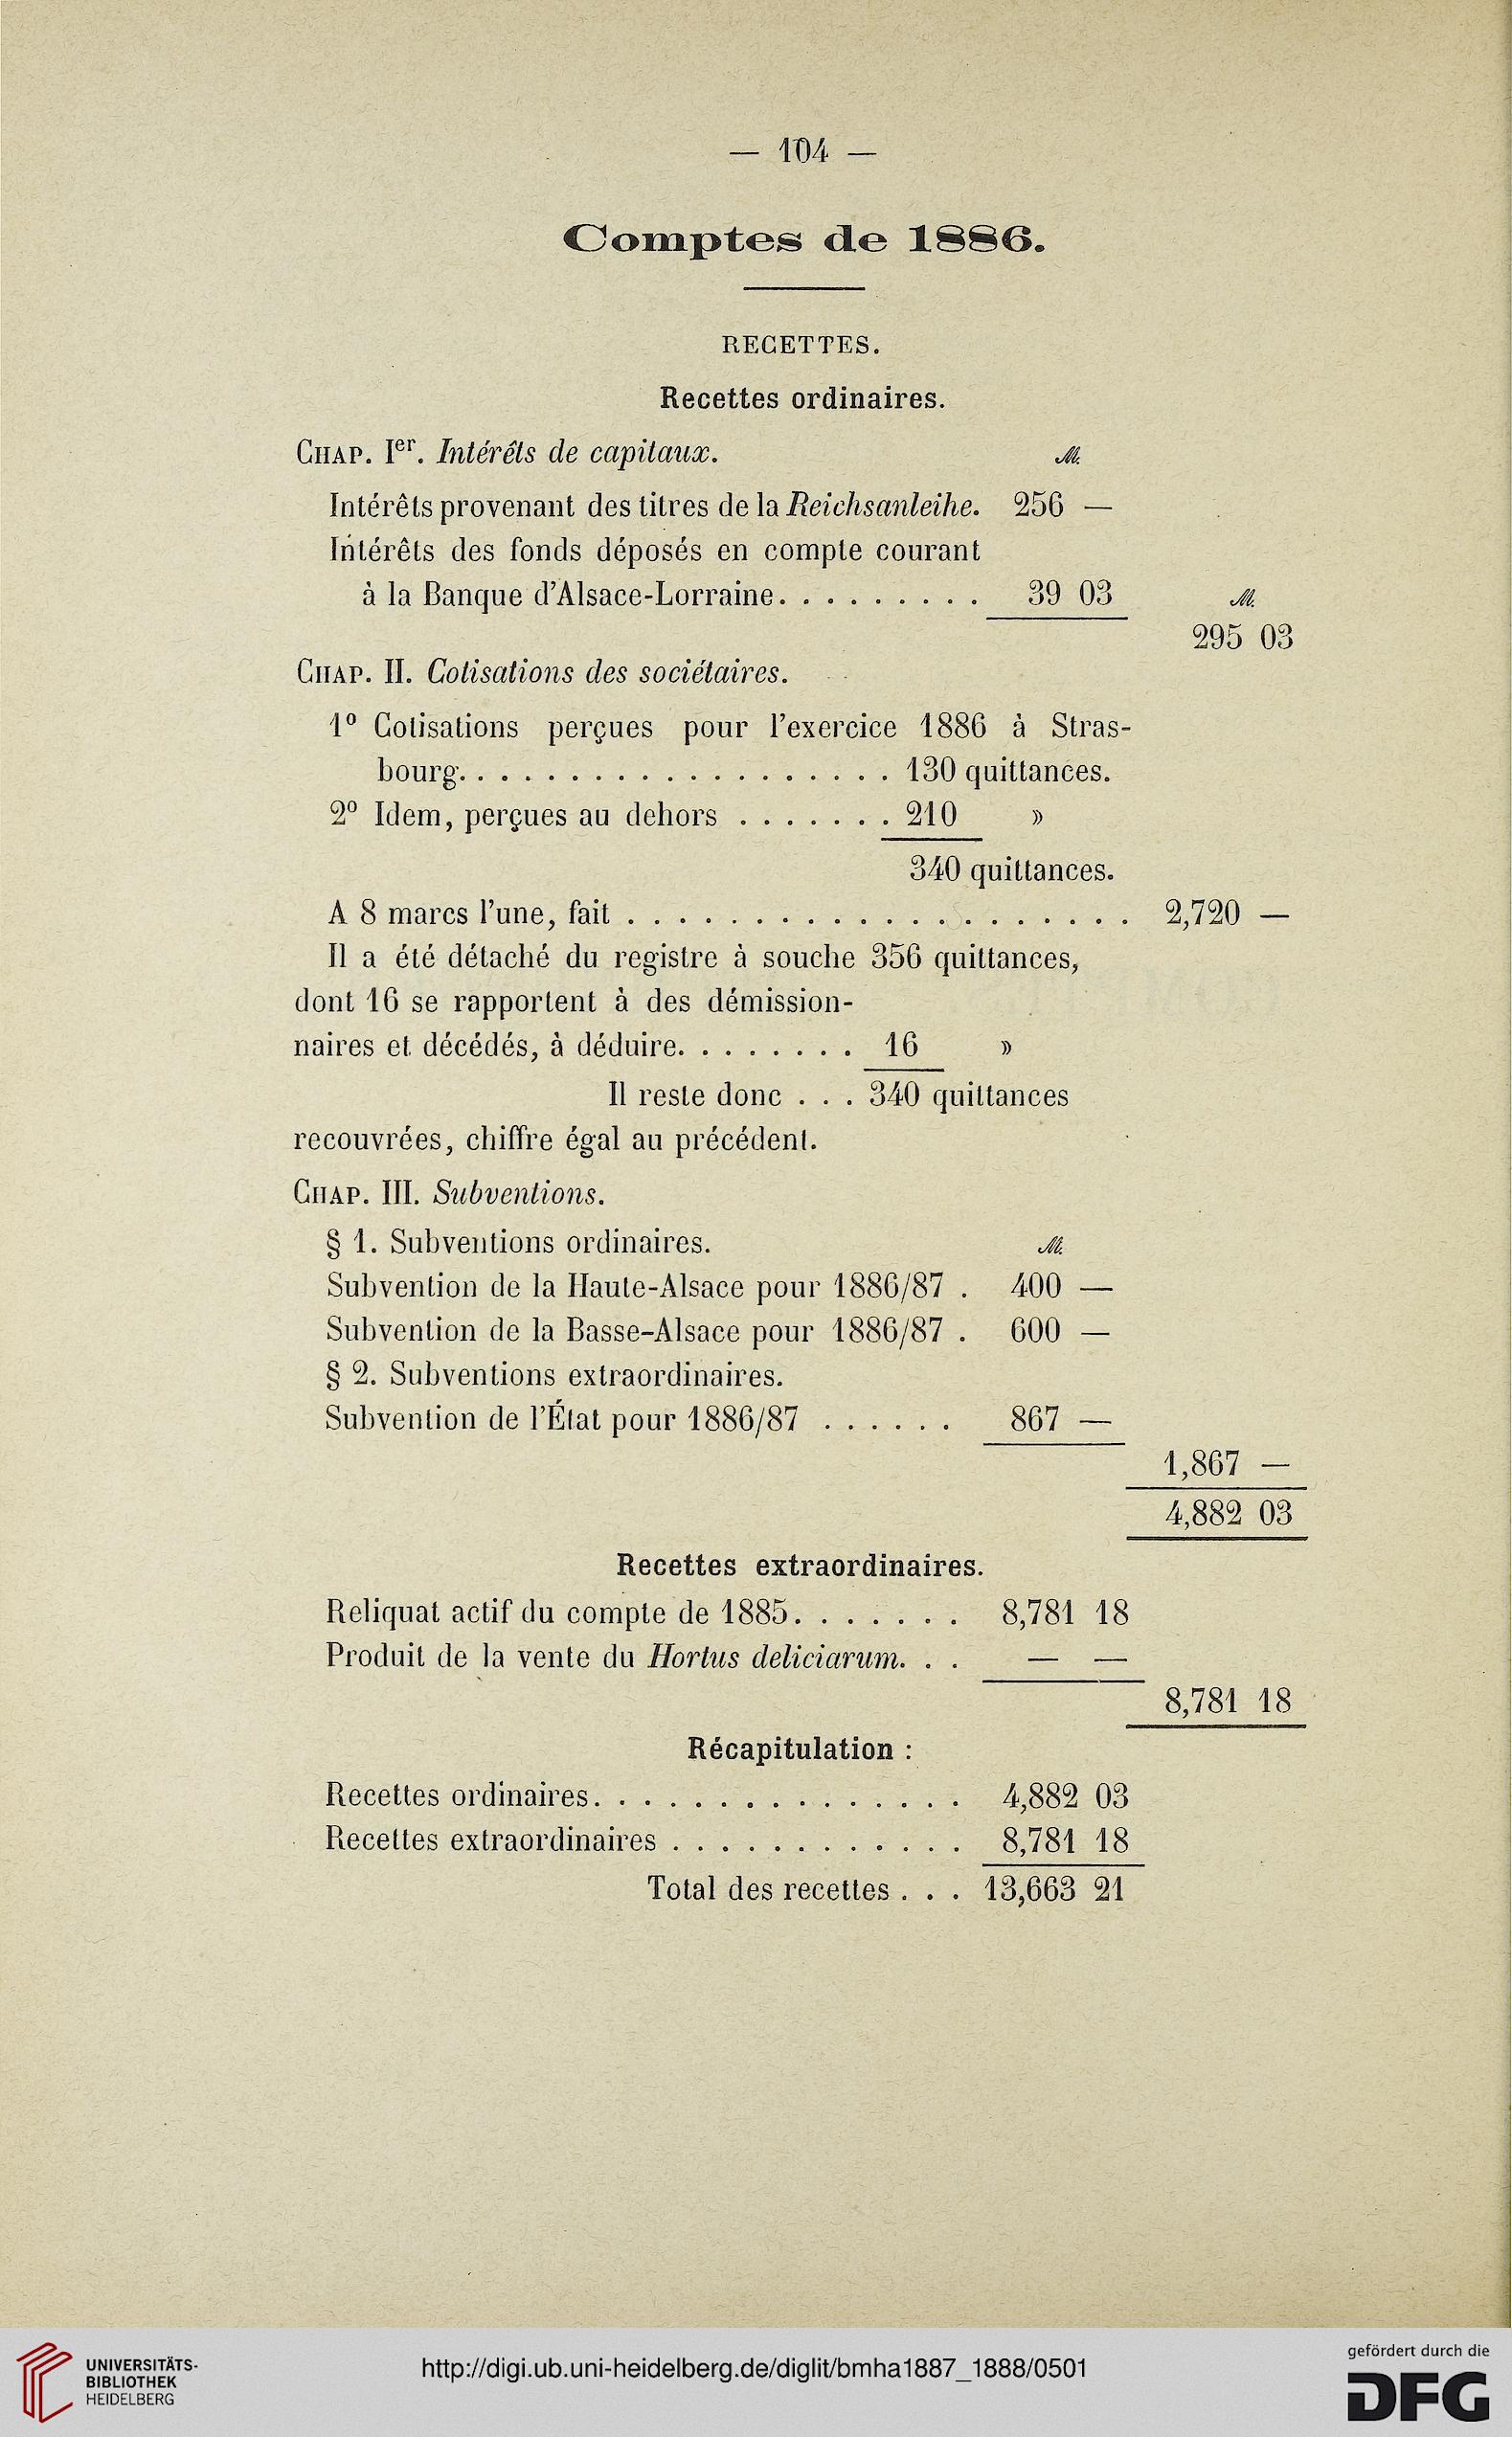 — 104 —
Comptes de 1886.
RECETTES.
Recettes ordinaires.
CHAP. Ier. Intérêts de capitaux. M.
Intérêts provenant des titres de la Reichsanleihe. 256 —
Intérêts des fonds déposés en compte courant
à la Banque d'Alsace-Lorraine. . . . . . . . . 39 03 M.
295 03
CHAP. II. Cotisations des sociétaires.
1º Cotisations perçues pour l'exercice 1886 à Stras-
bourg. . . . . . . . . . . . . . . . . . 130 quittances.
2º Idem, perçues au dehors . . . . . . . 210 »
340 quittances.
A 8 marcs l'une, fait . . . . . . . . . . . . . . . . . . . . 2,720 —
Il a été détaché du registre à souche 356 quittances,
dont 16 se rapportent à des démission-
naires et décédés, à déduire. . . . . . . . 16 »
Il reste donc . . . 340 quittances
recouvrées, chiffre égal au précédent.
CHAP. III. Subventions.
§ 1. Subventions ordinaires. M.
Subvention de la Haute-Alsace pour 1886/87 . 400 —
Subvention de la Basse-Alsace pour 1886/87 . 600 —
§ 2. Subventions extraordinaires.
Subvention de l'État pour 1886/87 . . . . . . 867 —
1,867 —
4,882 03
Recettes extraordinaires.
Reliquat actif du compte de 1885. . . . . . . 8,781 18
Produit de la vente du Hortus deliciarum. . . — —
8,781 18
Récapitulation :
Recettes ordinaires. . . . . . . . . . . . . . . 4,882 03
Recettes extraordinaires . . . . . . . . . . . . 8,781 18
Total des recettes . . . 13,663 21
UNIVERSITÄTS-
BIBLIOTHEK
HEIDELBERG
http://digi.ub.uni-heidelberg.de/diglit/bmha1887_1888/0501
gefördert durch die
DFG